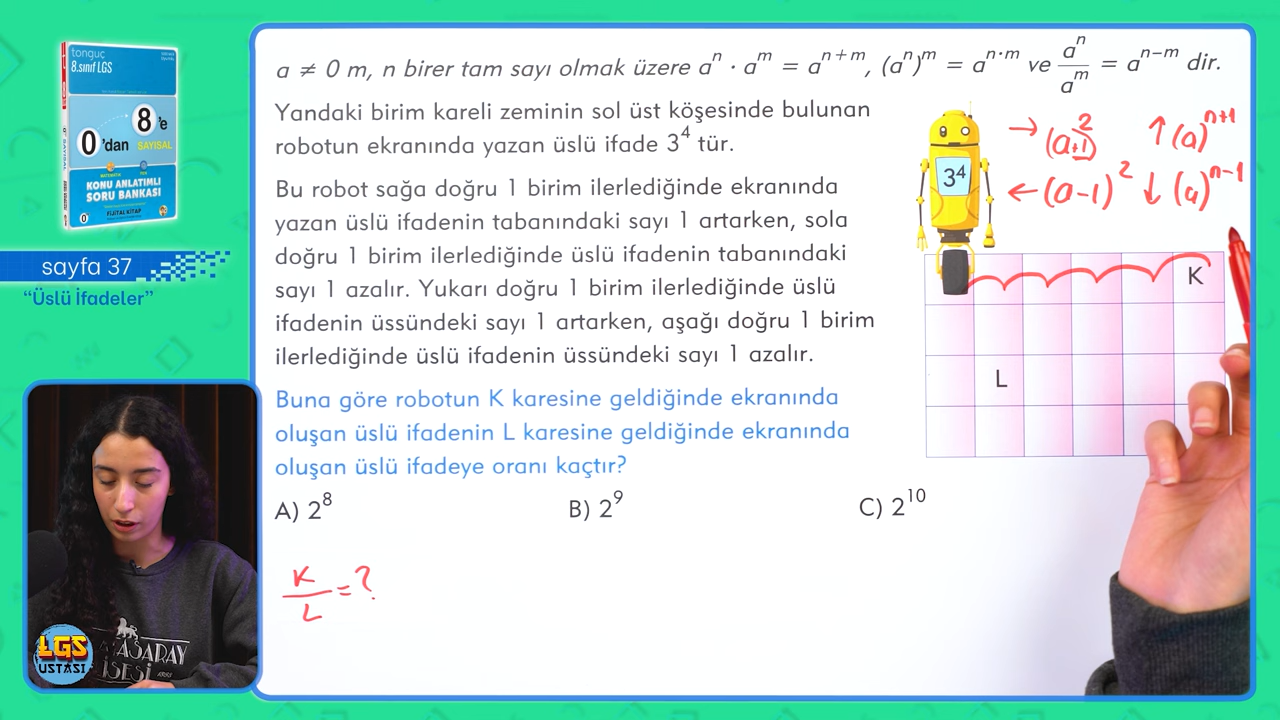 tonguç
8.sınıf LGS
0'dan 8'e
SAYISAL
KONU ANLATIMLI
SORU BANKASI
FİJİTAL KİTAP
sayfa 37
“Üslü İfadeler”
a ≠ 0 m, n birer tam sayı olmak üzere aⁿ · aᵐ = aⁿ⁺ᵐ, (aⁿ)ᵐ = aⁿ·ᵐ ve aⁿ/aᵐ = aⁿ⁻ᵐ dir.
Yandaki birim kareli zeminin sol üst köşesinde bulunan
robotun ekranında yazan üslü ifade 3⁴ tür.
Bu robot sağa doğru 1 birim ilerlediğinde ekranında
yazan üslü ifadenin tabanındaki sayı 1 artarken, sola
doğru 1 birim ilerlediğinde üslü ifadenin tabanındaki
sayı 1 azalır. Yukarı doğru 1 birim ilerlediğinde üslü
ifadenin üssündeki sayı 1 artarken, aşağı doğru 1 birim
ilerlediğinde üslü ifadenin üssündeki sayı 1 azalır.
Buna göre robotun K karesine geldiğinde ekranında
oluşan üslü ifadenin L karesine geldiğinde ekranında
oluşan üslü ifadeye oranı kaçtır?
A) 2⁸ B) 2⁹ C) 2¹⁰
K/L = ?
3⁴
→ (a+1)² ↑ (a)ⁿ⁺¹
← (a-1)² ↓ (a)ⁿ⁻¹
K
L
LGS
USTASI